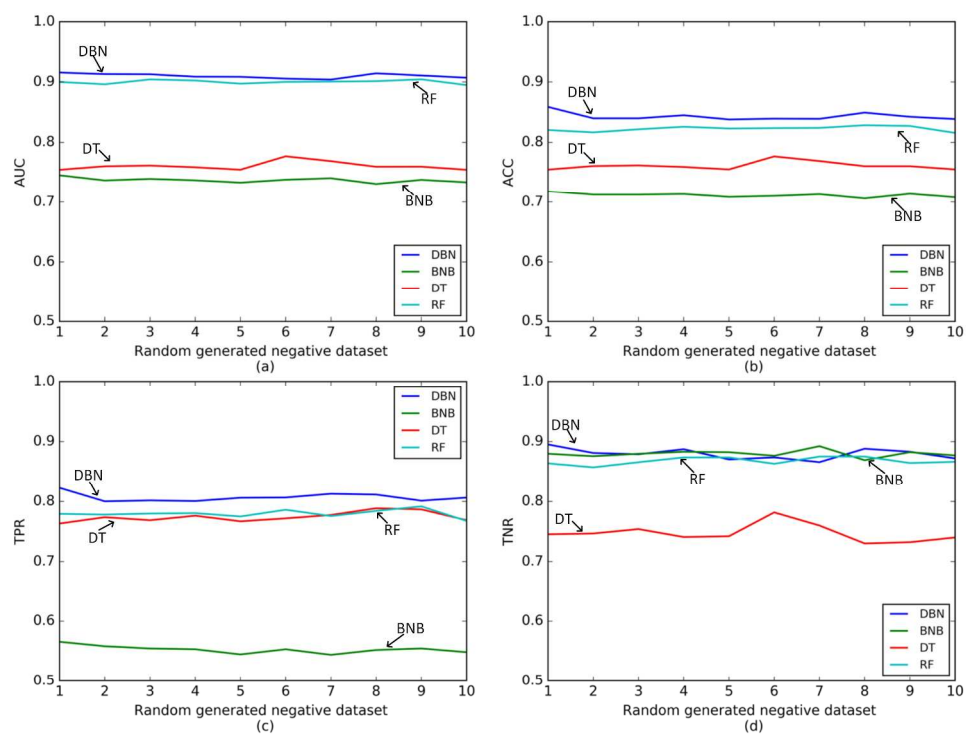 1.0
0.9
0.8
0.7
0.6
0.5
AUC
DBN
RF
DT
BNB
DBN
BNB
DT
RF
1 2 3 4 5 6 7 8 9 10
Random generated negative dataset
(a)
1.0
0.9
0.8
0.7
0.6
0.5
ACC
DBN
RF
DT
BNB
DBN
BNB
DT
RF
1 2 3 4 5 6 7 8 9 10
Random generated negative dataset
(b)
1.0
0.9
0.8
0.7
0.6
0.5
TPR
DBN
BNB
DT
RF
DBN
DT
RF
BNB
1 2 3 4 5 6 7 8 9 10
Random generated negative dataset
(c)
1.0
0.9
0.8
0.7
0.6
0.5
TNR
DBN
RF
BNB
DT
DBN
BNB
DT
RF
1 2 3 4 5 6 7 8 9 10
Random generated negative dataset
(d)